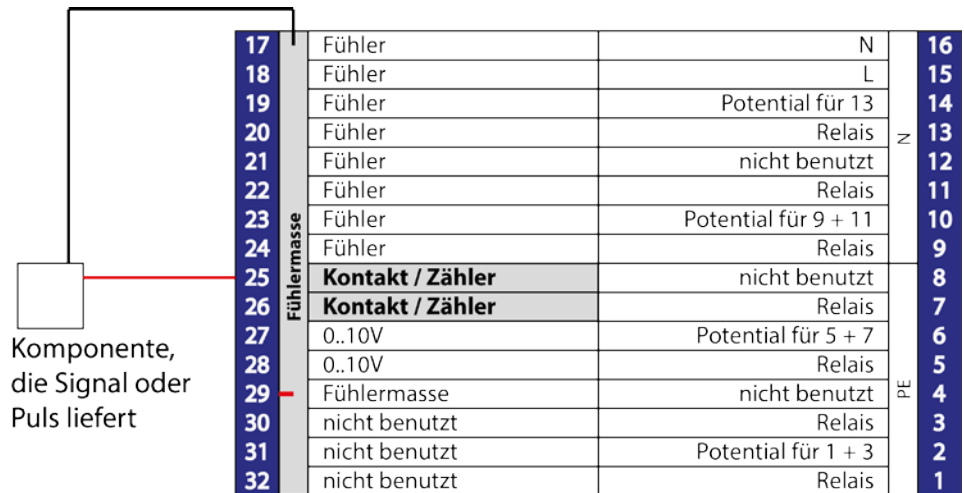 17 Fühler N 16
18 Fühler L 15
19 Fühler Potential für 13 14
20 Fühler Relais 13
21 Fühler nicht benutzt 12
22 Fühler Relais 11
23 Fühler Potential für 9 + 11 10
24 Fühler Relais 9
25 Kontakt / Zähler nicht benutzt 8
26 Kontakt / Zähler Relais 7
27 0..10V Potential für 5 + 7 6
28 0..10V Relais 5
29 Fühlermasse nicht benutzt 4
30 nicht benutzt Relais 3
31 nicht benutzt Potential für 1 + 3 2
32 nicht benutzt Relais 1
Fühlermasse
N
PE
Komponente,
die Signal oder
Puls liefert